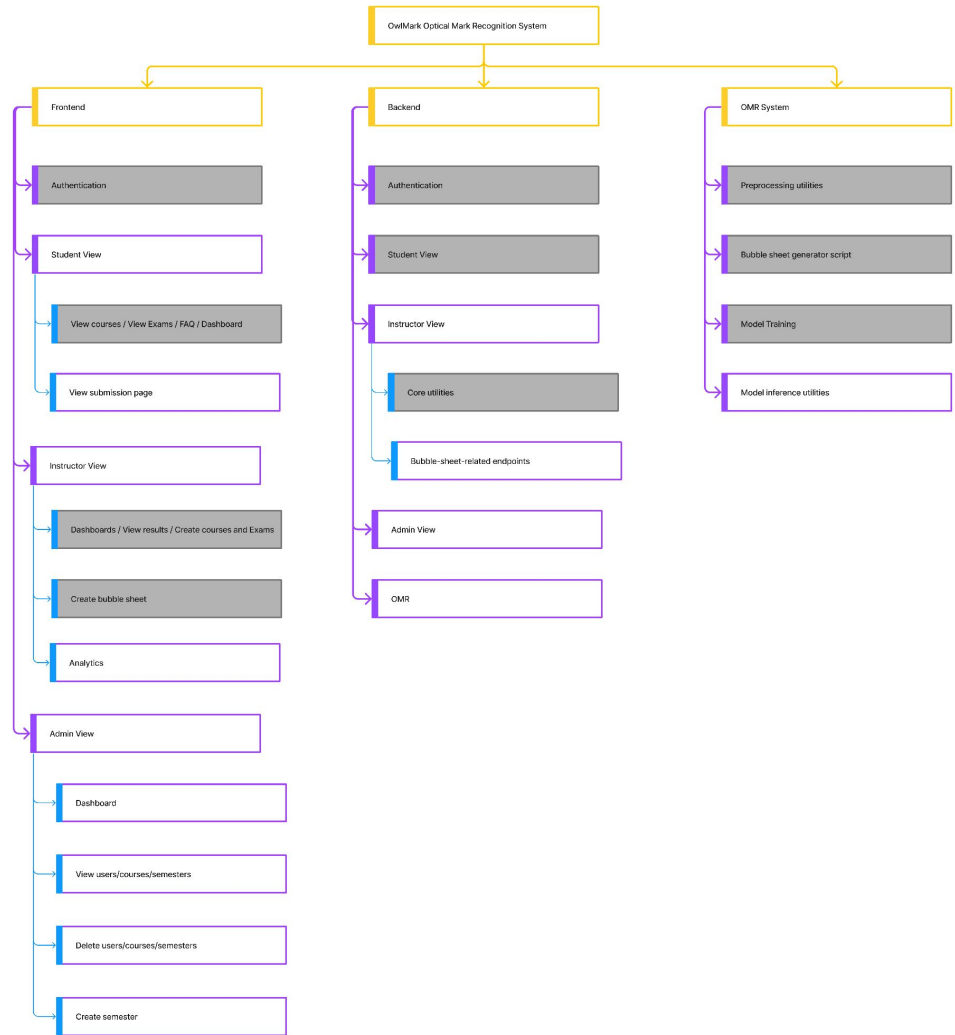 OwlMark Optical Mark Recognition System
Frontend
Authentication
Student View
View courses / View Exams / FAQ / Dashboard
View submission page
Instructor View
Dashboards / View results / Create courses and Exams
Create bubble sheet
Analytics
Admin View
Dashboard
View users/courses/semesters
Delete users/courses/semesters
Create semester
Backend
Authentication
Student View
Instructor View
Core utilities
Bubble-sheet-related endpoints
Admin View
OMR
OMR System
Preprocessing utilities
Bubble sheet generator script
Model Training
Model inference utilities